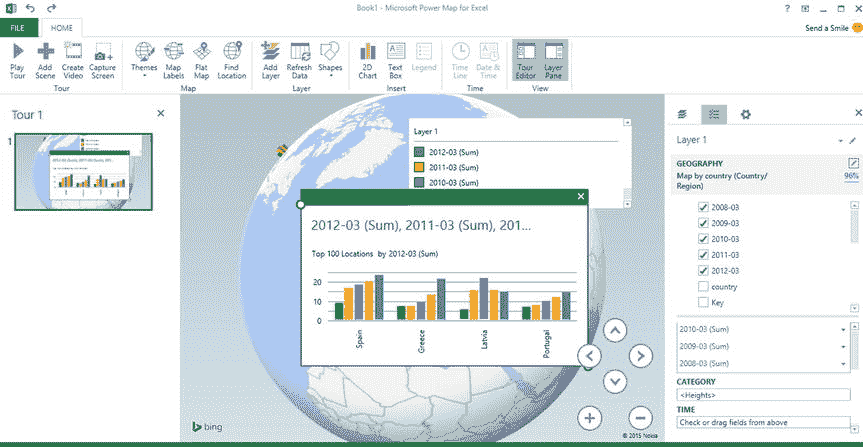 Book1 - Microsoft Power Map for Excel
?
FILE
HOME
Send a Smile
Play Tour
Add Scene
Create Video
Capture Screen
Themes
Map Labels
Flat Map
Find Location
Add Layer
Refresh Data
Shapes
2D Chart
Text Box
Legend
Time Line
Date & Time
Tour Editor
Layer Pane
Tour
Map
Layer
Insert
Time
View
Tour 1
1
Layer 1
2012-03 (Sum)
2011-03 (Sum)
2010-03 (Sum)
2012-03 (Sum), 2011-03 (Sum), 201...
Top 100 Locations by 2012-03 (Sum)
20
10
0
Spain
Greece
Latvia
Portugal
bing
© 2015 Nokia
Layer 1
GEOGRAPHY
Map by country (Country/
Region)
96%
2008-03
2009-03
2010-03
2011-03
2012-03
country
Key
2010-03 (Sum)
2009-03 (Sum)
2008-03 (Sum)
CATEGORY
<Heights>
TIME
Check or drag fields from above